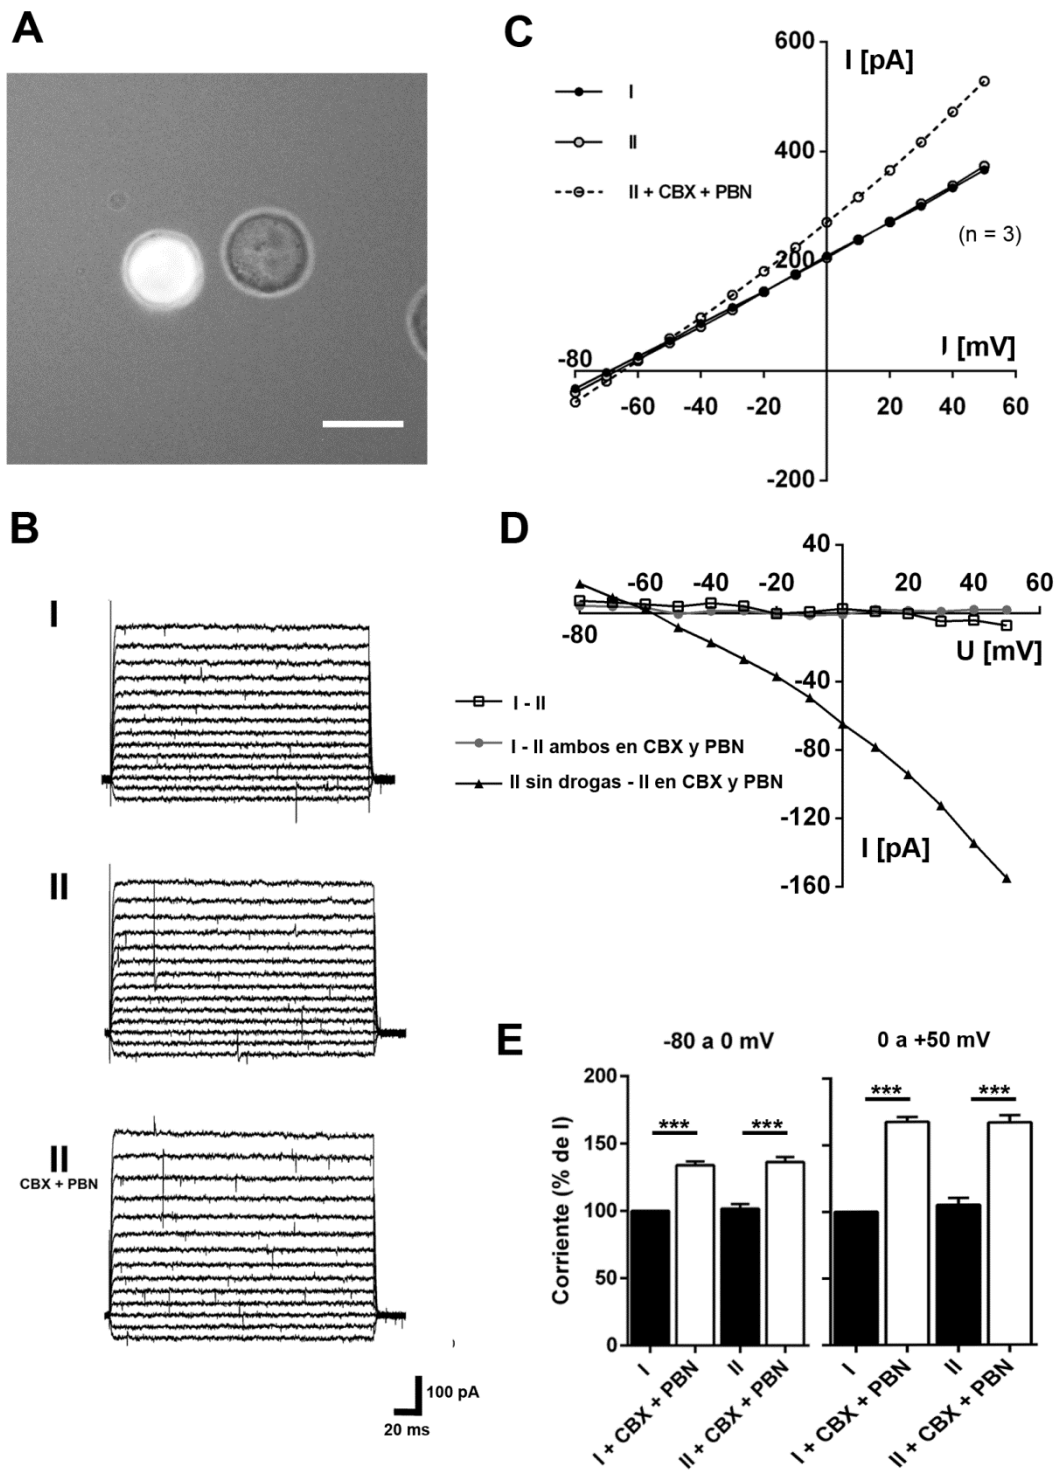 A
B
I
II
II
CBX + PBN
100 pA
20 ms
C
I
II
II + CBX + PBN
600
I [pA]
400
200
(n = 3)
-80
U [mV]
-60 -20 20 40 60
-200
D
40
-60 -40 -20 20 40 60
-80
U [mV]
-40
-80
-120
-160
I [pA]
I - II
I - II ambos en CBX y PBN
II sin drogas - II en CBX y PBN
E
-80 a 0 mV
0 a +50 mV
Corriente (% de I)
200
150
100
50
0
I
I + CBX + PBN
II
II + CBX + PBN
I
I + CBX + PBN
II
II + CBX + PBN
*** *** *** ***